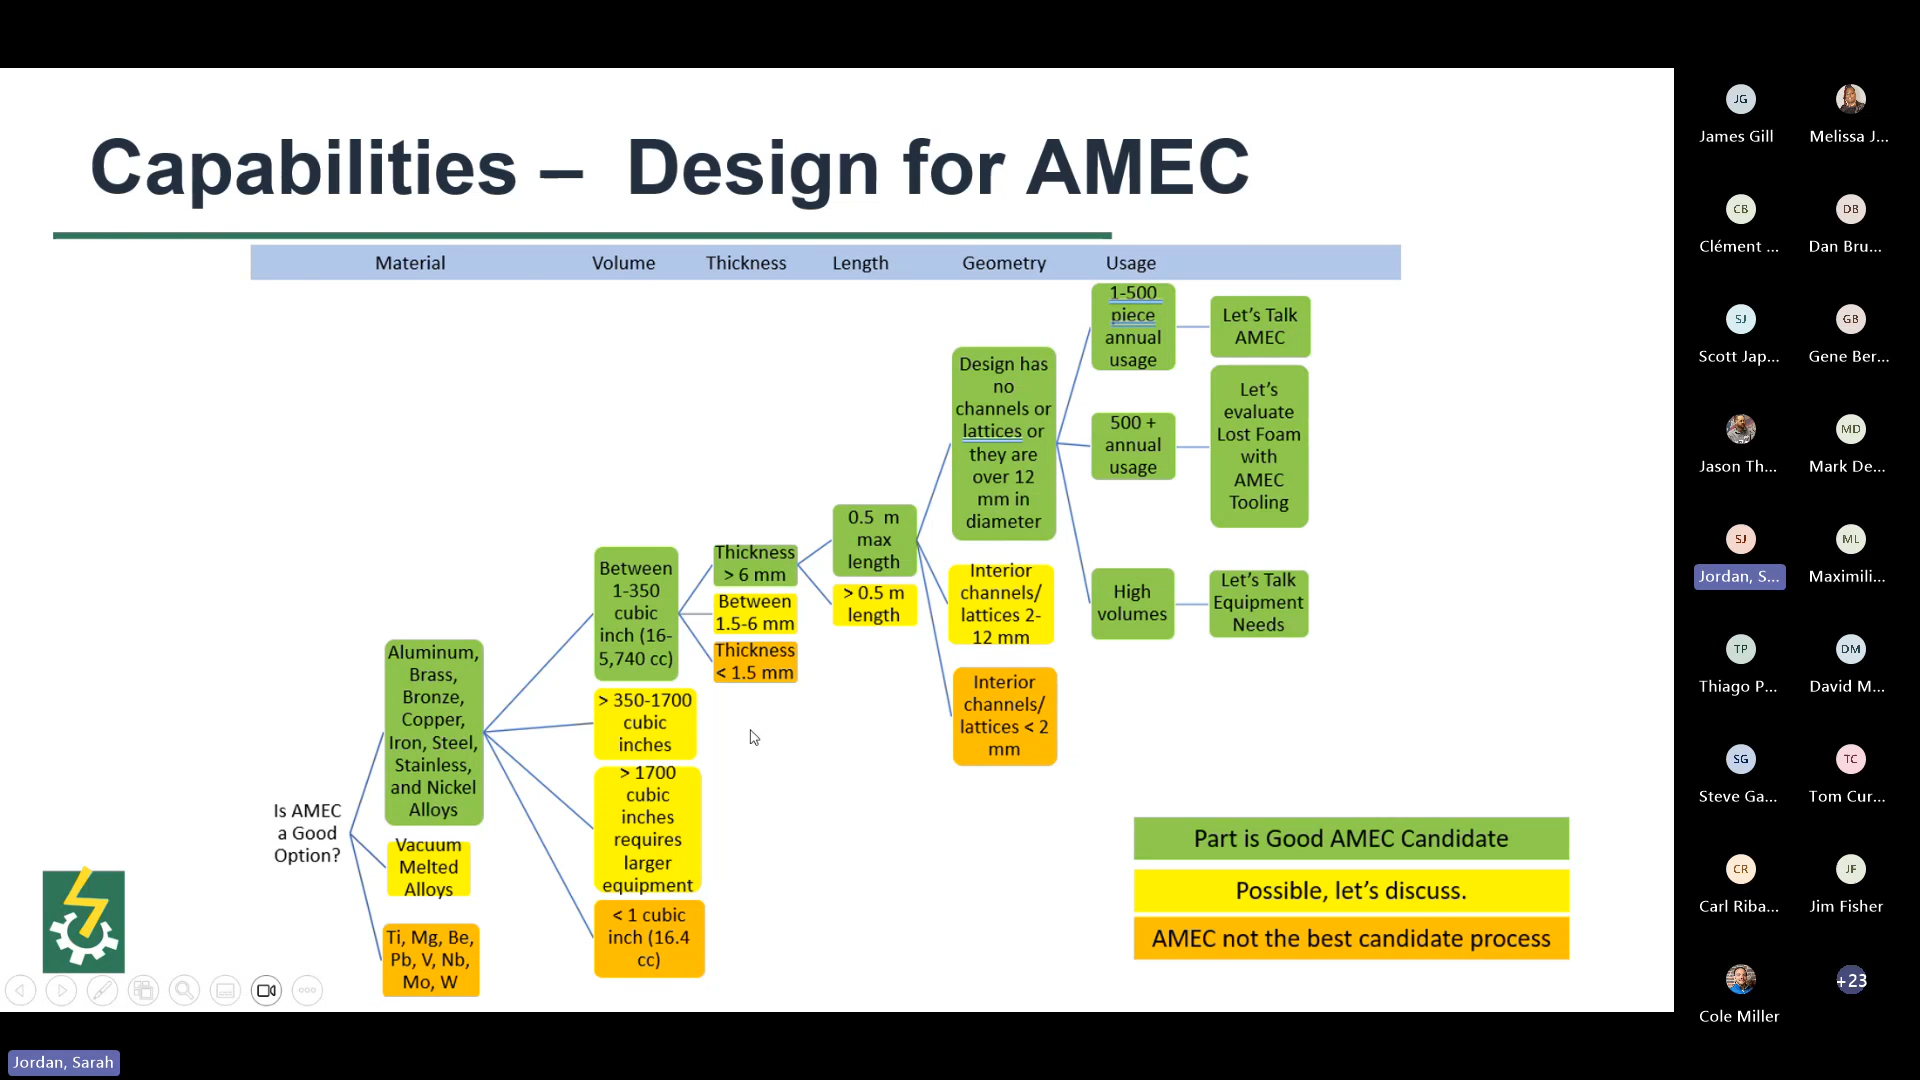 Capabilities – Design for AMEC
Material Volume Thickness Length Geometry Usage
Is AMEC
a Good
Option?
Aluminum,
Brass,
Bronze,
Copper,
Iron, Steel,
Stainless,
and Nickel
Alloys
Vacuum
Melted
Alloys
Ti, Mg, Be,
Pb, V, Nb,
Mo, W
Between
1-350
cubic
inch (16-
5,740 cc)
> 350-1700
cubic
inches
> 1700
cubic
inches
requires
larger
equipment
< 1 cubic
inch (16.4
cc)
Thickness
> 6 mm
Between
1.5-6 mm
Thickness
< 1.5 mm
0.5 m
max
length
> 0.5 m
length
Design has
no
channels or
lattices or
they are
over 12
mm in
diameter
Interior
channels/
lattices 2-
12 mm
Interior
channels/
lattices < 2
mm
1-500
piece
annual
usage
500 +
annual
usage
High
volumes
Let’s Talk
AMEC
Let’s
evaluate
Lost Foam
with
AMEC
Tooling
Let’s Talk
Equipment
Needs
Part is Good AMEC Candidate
Possible, let’s discuss.
AMEC not the best candidate process
JG
James Gill
Melissa J...
CB
Clément ...
DB
Dan Bru...
SJ
Scott Jap...
GB
Gene Ber...
Jason Th...
MD
Mark De...
SJ
Jordan, S...
ML
Maximili...
TP
Thiago P...
DM
David M...
SG
Steve Ga...
TC
Tom Cur...
CR
Carl Riba...
JF
Jim Fisher
Cole Miller
+23
Jordan, Sarah